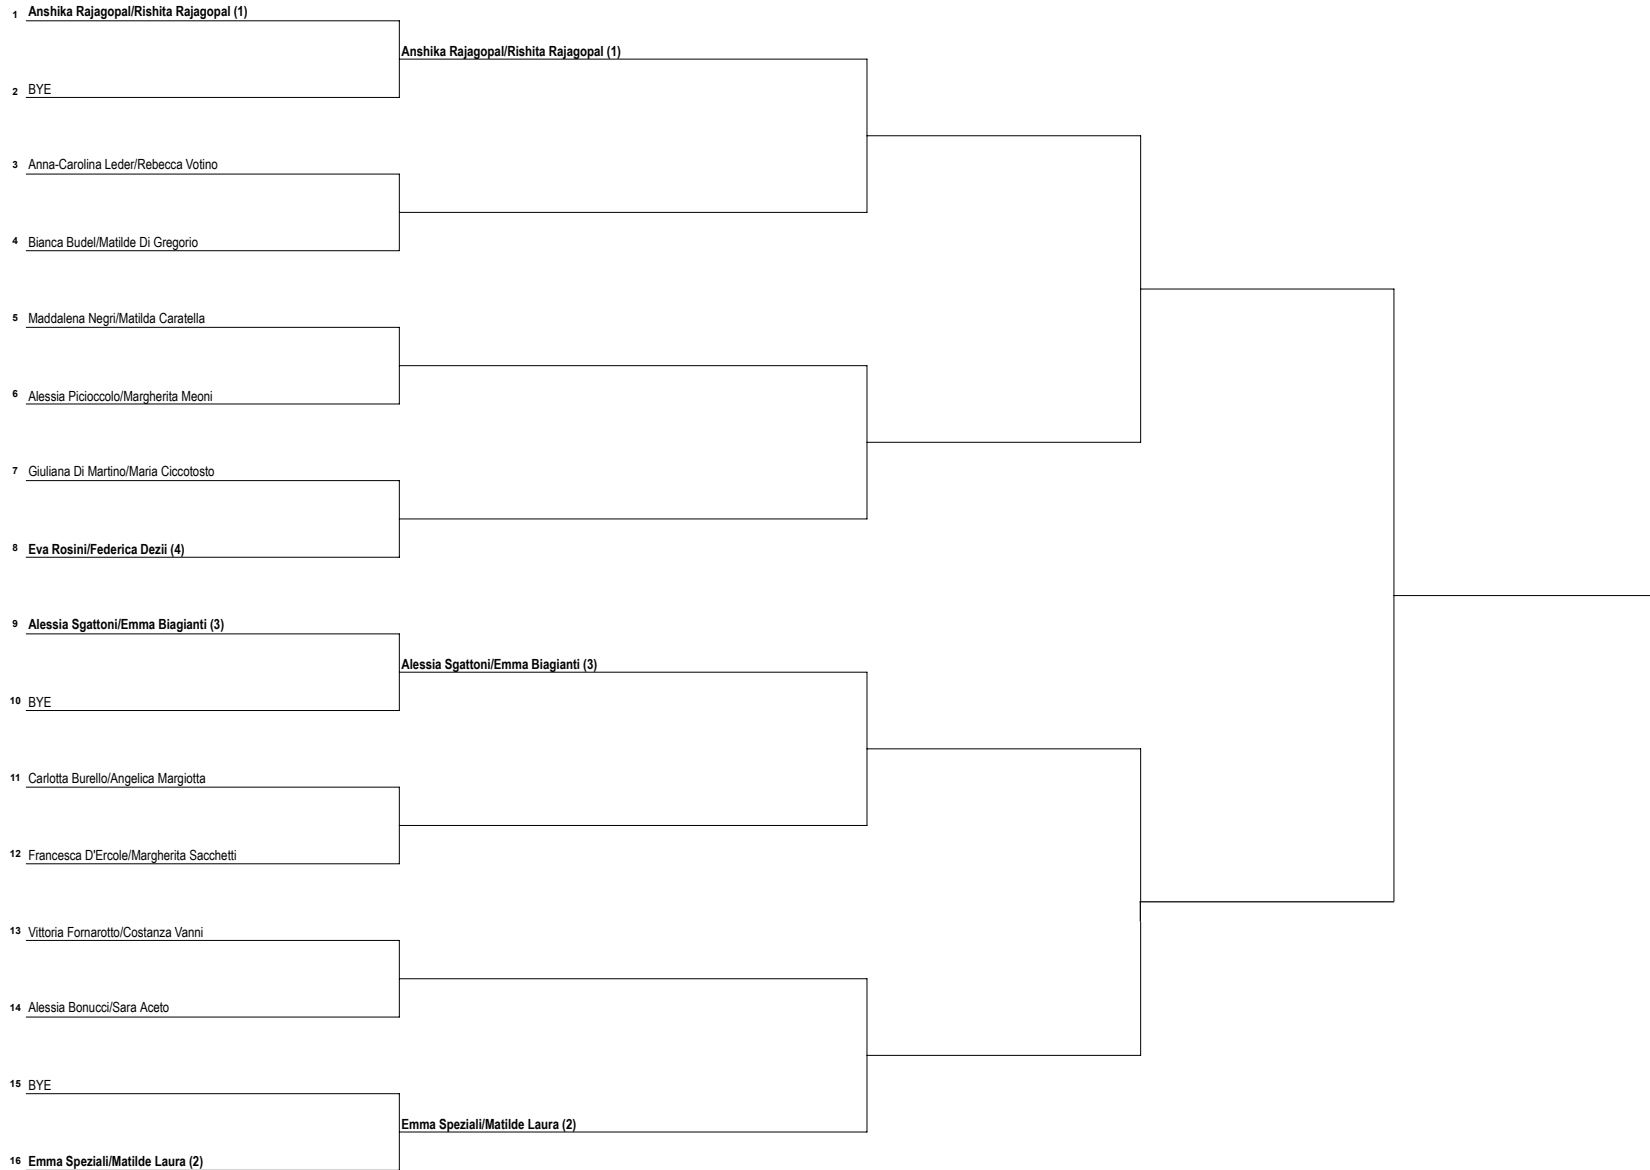 1 Anshika Rajagopal/Rishita Rajagopal (1)
Anshika Rajagopal/Rishita Rajagopal (1)
2 BYE
3 Anna-Carolina Leder/Rebecca Votino
4 Bianca Budel/Matilde Di Gregorio
5 Maddalena Negri/Matilda Caratella
6 Alessia Picioccolo/Margherita Meoni
7 Giuliana Di Martino/Maria Ciccotosto
8 Eva Rosini/Federica Dezii (4)
9 Alessia Sgattoni/Emma Biagianti (3)
Alessia Sgattoni/Emma Biagianti (3)
10 BYE
11 Carlotta Burello/Angelica Margiotta
12 Francesca D'Ercole/Margherita Sacchetti
13 Vittoria Fornarotto/Costanza Vanni
14 Alessia Bonucci/Sara Aceto
15 BYE
Emma Speziali/Matilde Laura (2)
16 Emma Speziali/Matilde Laura (2)